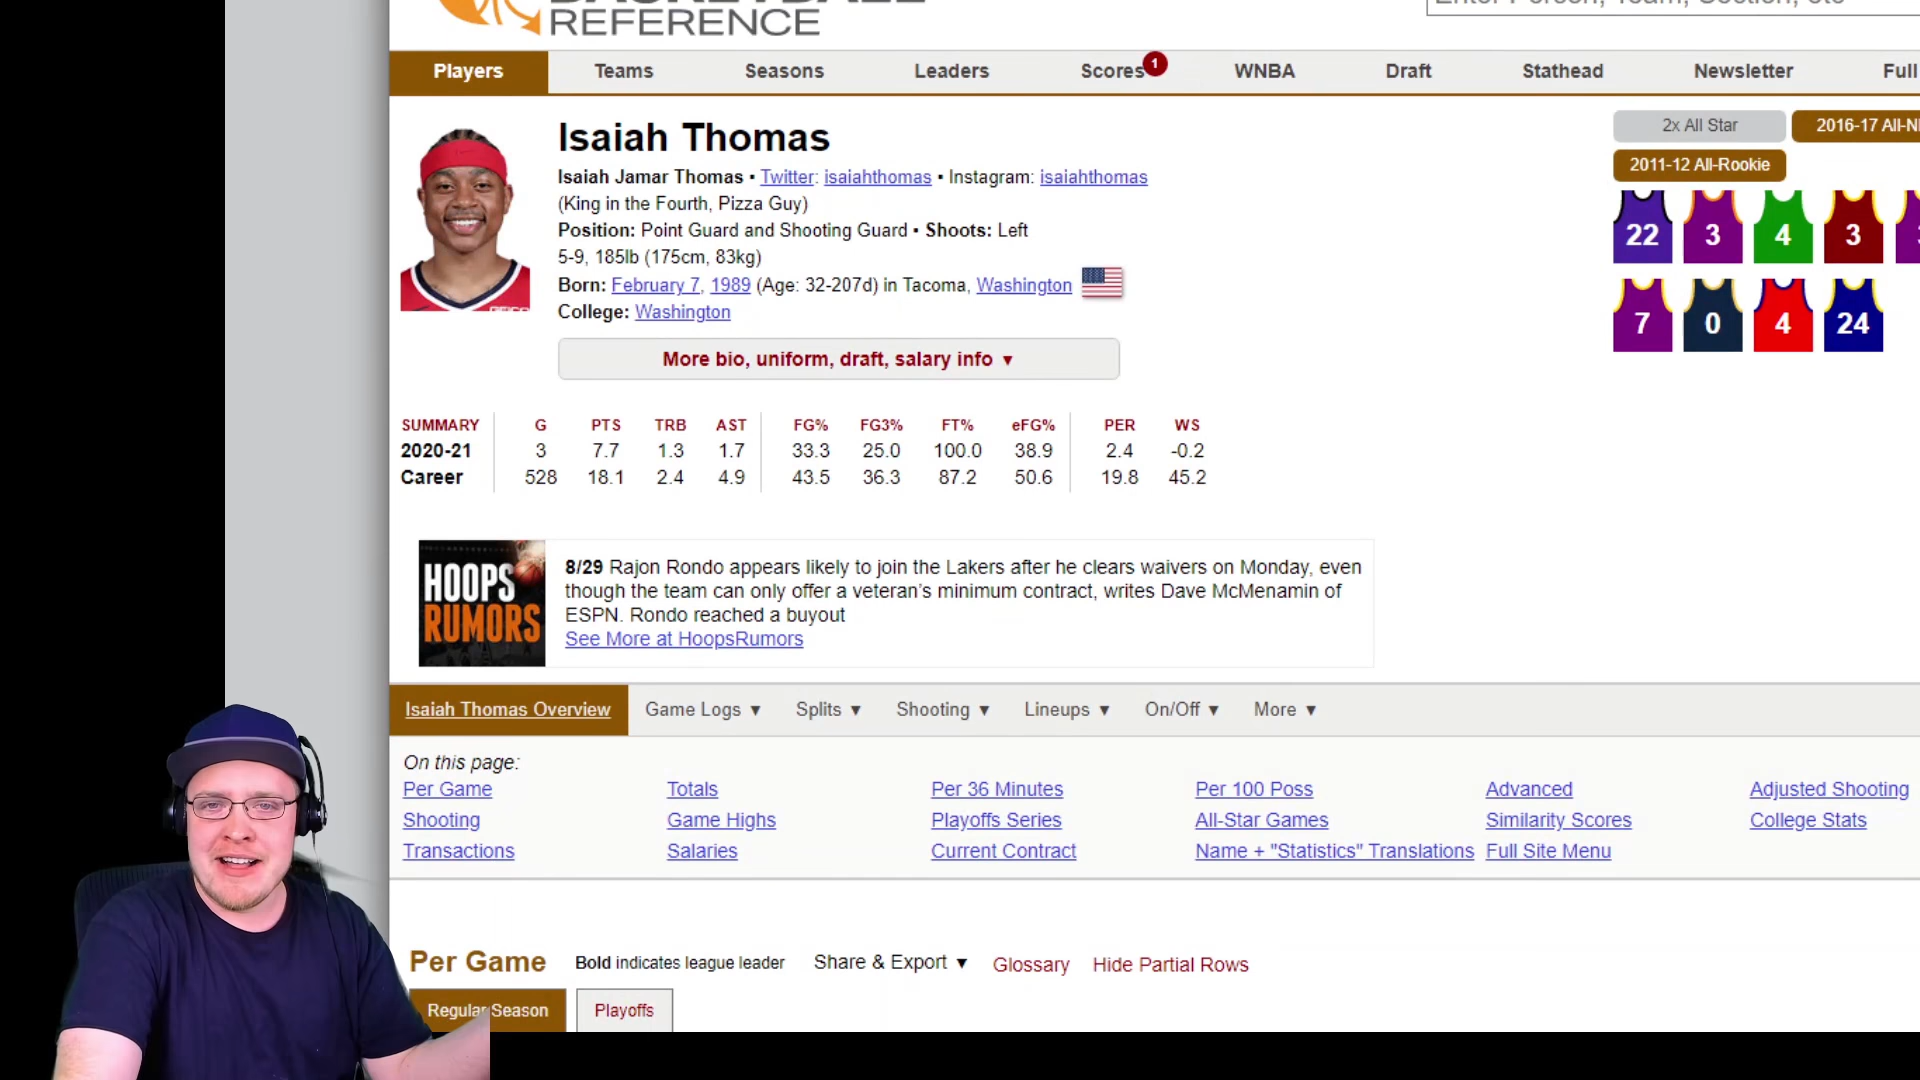 BASKETBALL
REFERENCE
Enter Person, Team, Section, etc
Players Teams Seasons Leaders Scores 1 WNBA Draft Stathead Newsletter Full
Isaiah Thomas
Isaiah Jamar Thomas ▪ Twitter: isaiahthomas ▪ Instagram: isaiahthomas
(King in the Fourth, Pizza Guy)
Position: Point Guard and Shooting Guard ▪ Shoots: Left
5-9, 185lb (175cm, 83kg)
Born: February 7, 1989 (Age: 32-207d) in Tacoma, Washington
College: Washington
More bio, uniform, draft, salary info ▼
2x All Star 2016-17 All-N
2011-12 All-Rookie
22 3 4 3
7 0 4 24
SUMMARY G PTS TRB AST FG% FG3% FT% eFG% PER WS
2020-21 3 7.7 1.3 1.7 33.3 25.0 100.0 38.9 2.4 -0.2
Career 528 18.1 2.4 4.9 43.5 36.3 87.2 50.6 19.8 45.2
HOOPS
RUMORS
8/29 Rajon Rondo appears likely to join the Lakers after he clears waivers on Monday, even
though the team can only offer a veteran's minimum contract, writes Dave McMenamin of
ESPN. Rondo reached a buyout
See More at HoopsRumors
Isaiah Thomas Overview Game Logs ▼ Splits ▼ Shooting ▼ Lineups ▼ On/Off ▼ More ▼
On this page:
Per Game Totals Per 36 Minutes Per 100 Poss Advanced Adjusted Shooting
Shooting Game Highs Playoffs Series All-Star Games Similarity Scores College Stats
Transactions Salaries Current Contract Name + "Statistics" Translations Full Site Menu
Per Game Bold indicates league leader Share & Export ▼ Glossary Hide Partial Rows
Regular Season Playoffs